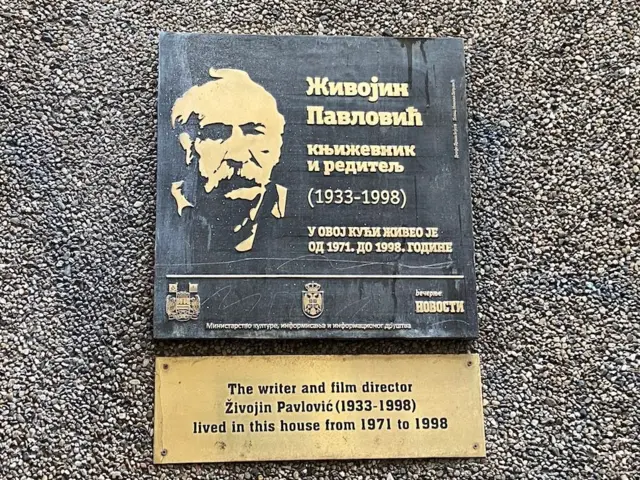 Живојин
Павловић
књижевник
и редитељ
(1933-1998)
У ОВОЈ КУЋИ ЖИВЕО ЈЕ
ОД 1971. ДО 1998. ГОДИНЕ
вечерње
НОВОСТИ
Министарство културе, информисања и информационог друштва
The writer and film director
Živojin Pavlović (1933-1998)
lived in this house from 1971 to 1998